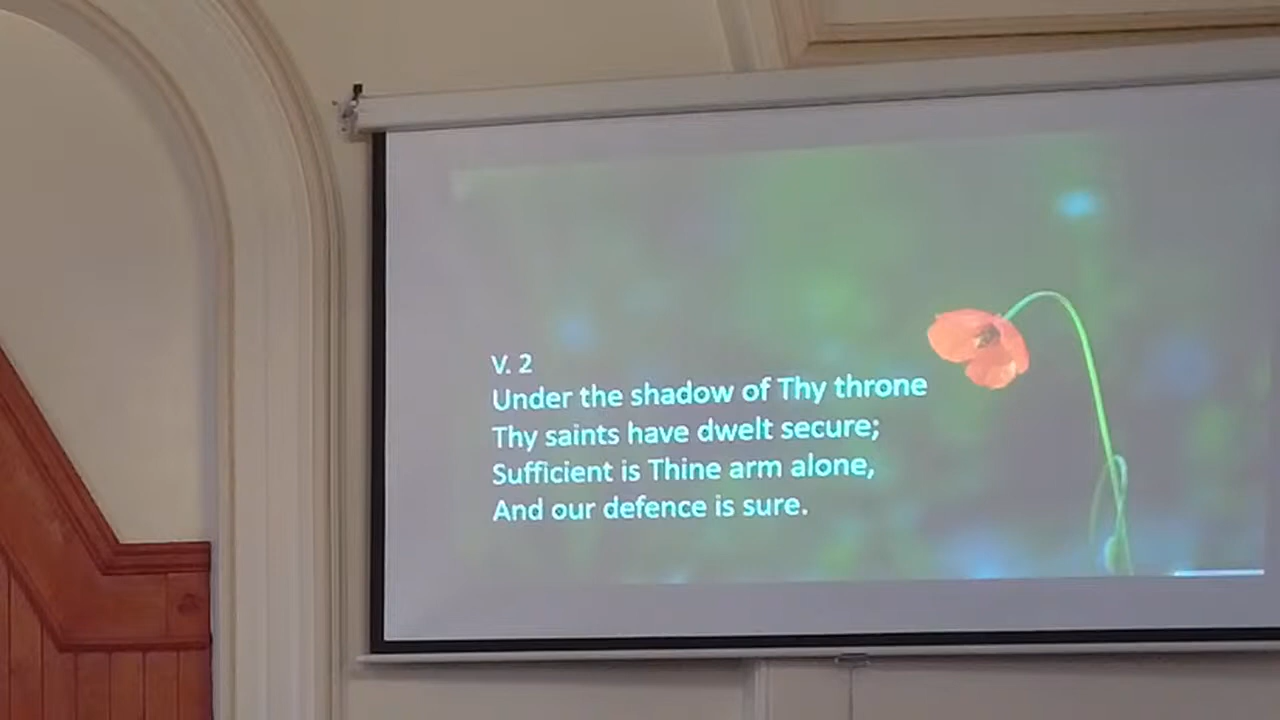 V. 2
Under the shadow of Thy throne
Thy saints have dwelt secure;
Sufficient is Thine arm alone,
And our defence is sure.